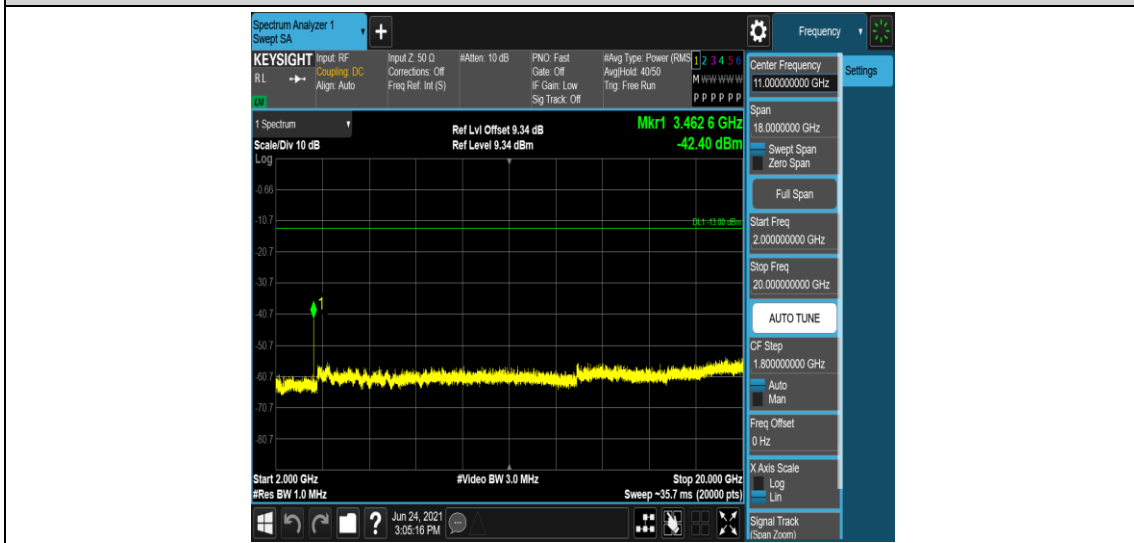 Spectrum Analyzer 1
Swept SA
+
Frequency
KEYSIGHT
RL
LXI
Input: RF
Coupling: DC
Align: Auto
Input Z: 50 Ω
Corrections: Off
Freq Ref: Int (S)
#Atten: 10 dB
PNO: Fast
Gate: Off
IF Gain: Low
Sig Track: Off
#Avg Type: Power (RMS
Avg|Hold: 40/50
Trig: Free Run
1 2 3 4 5 6
M W W W W W
P P P P P P
Center Frequency
11.000000000 GHz
Settings
1 Spectrum
Scale/Div 10 dB
Ref Lvl Offset 9.34 dB
Ref Level 9.34 dBm
Mkr1 3.462 6 GHz
-42.40 dBm
Log
-0.66
-10.7
-20.7
-30.7
-40.7
-50.7
-60.7
-70.7
-80.7
DL1 -13.00 dBm
1
Start 2.000 GHz
#Res BW 1.0 MHz
#Video BW 3.0 MHz
Stop 20.000 GHz
Sweep ~35.7 ms (20000 pts)
Span
18.0000000 GHz
Swept Span
Zero Span
Full Span
Start Freq
2.000000000 GHz
Stop Freq
20.000000000 GHz
AUTO TUNE
CF Step
1.800000000 GHz
Auto
Man
Freq Offset
0 Hz
X Axis Scale
Log
Lin
Signal Track
(Span Zoom)
?
Jun 24, 2021
3:05:16 PM